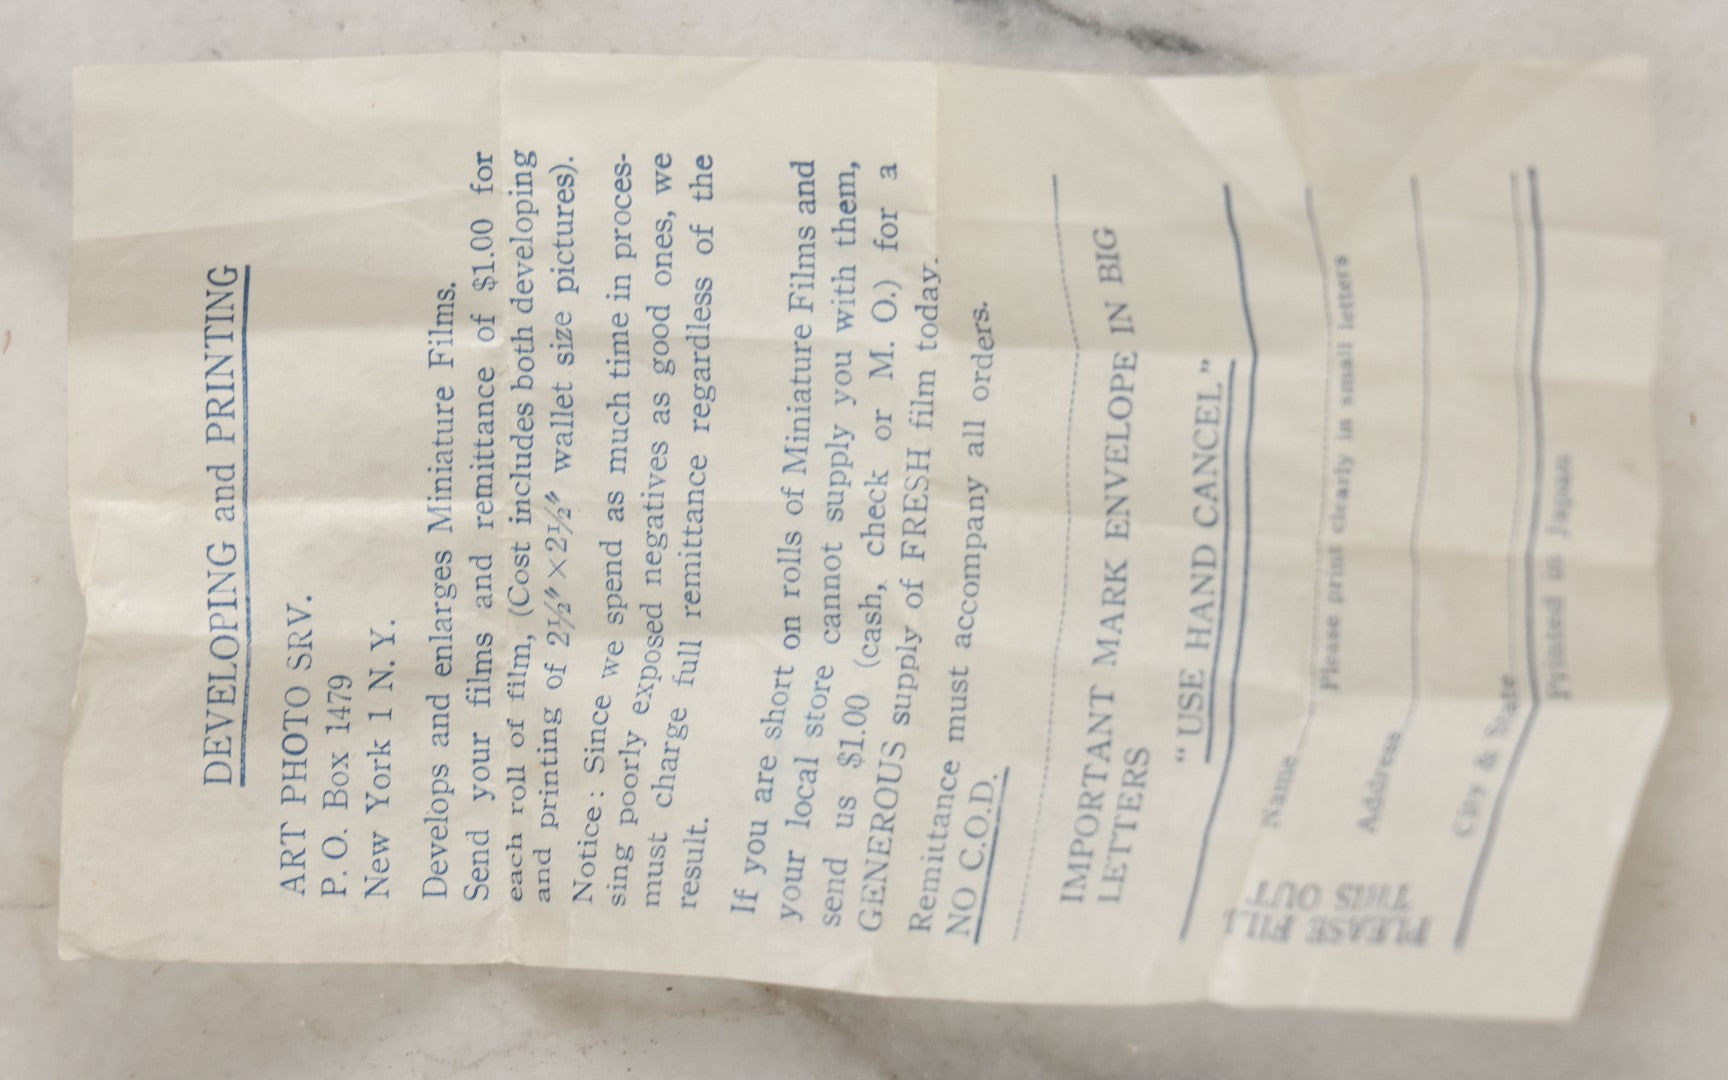 DEVELOPING and PRINTING
ART PHOTO SRV.
P. O. Box 1479
New York 1 N. Y.
Develops and enlarges Miniature Films.
Send your films and remittance of $1.00 for
each roll of film, (Cost includes both developing
and printing of 2½″×2½″ wallet size pictures).
Notice : Since we spend as much time in proces-
sing poorly exposed negatives as good ones, we
must charge full remittance regardless of the
result.
If you are short on rolls of Miniature Films and
your local store cannot supply you with them,
send us $1.00 (cash, check or M. O.) for a
GENEROUS supply of FRESH film today.
Remittance must accompany all orders.
NO C.O.D.
IMPORTANT MARK ENVELOPE IN BIG
LETTERS
“ USE HAND CANCEL ”
PLEASE FILL
THIS OUT
Name
Please print clearly in small letters
Address
City & State
Printed in Japan